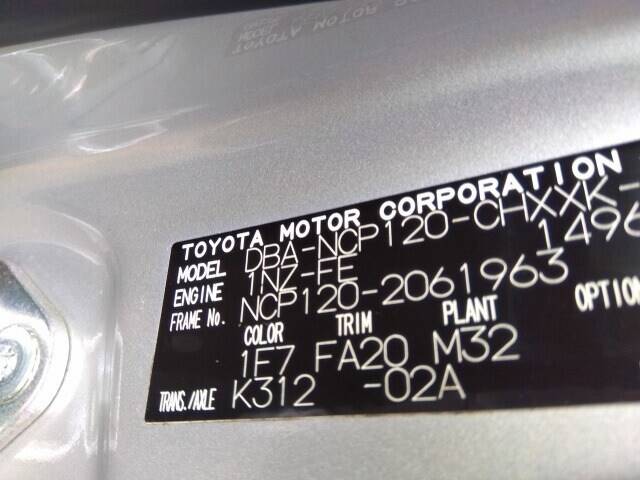 TOYOTA MOTOR CORPORATION
MODEL DBA-NCP120-CHXXK-
ENGINE 1NZ-FE 1496
FRAME No. NCP120-2061963
COLOR TRIM PLANT OPTION
1F7 FA20 M32
TRANS./AXLE K312 -02A